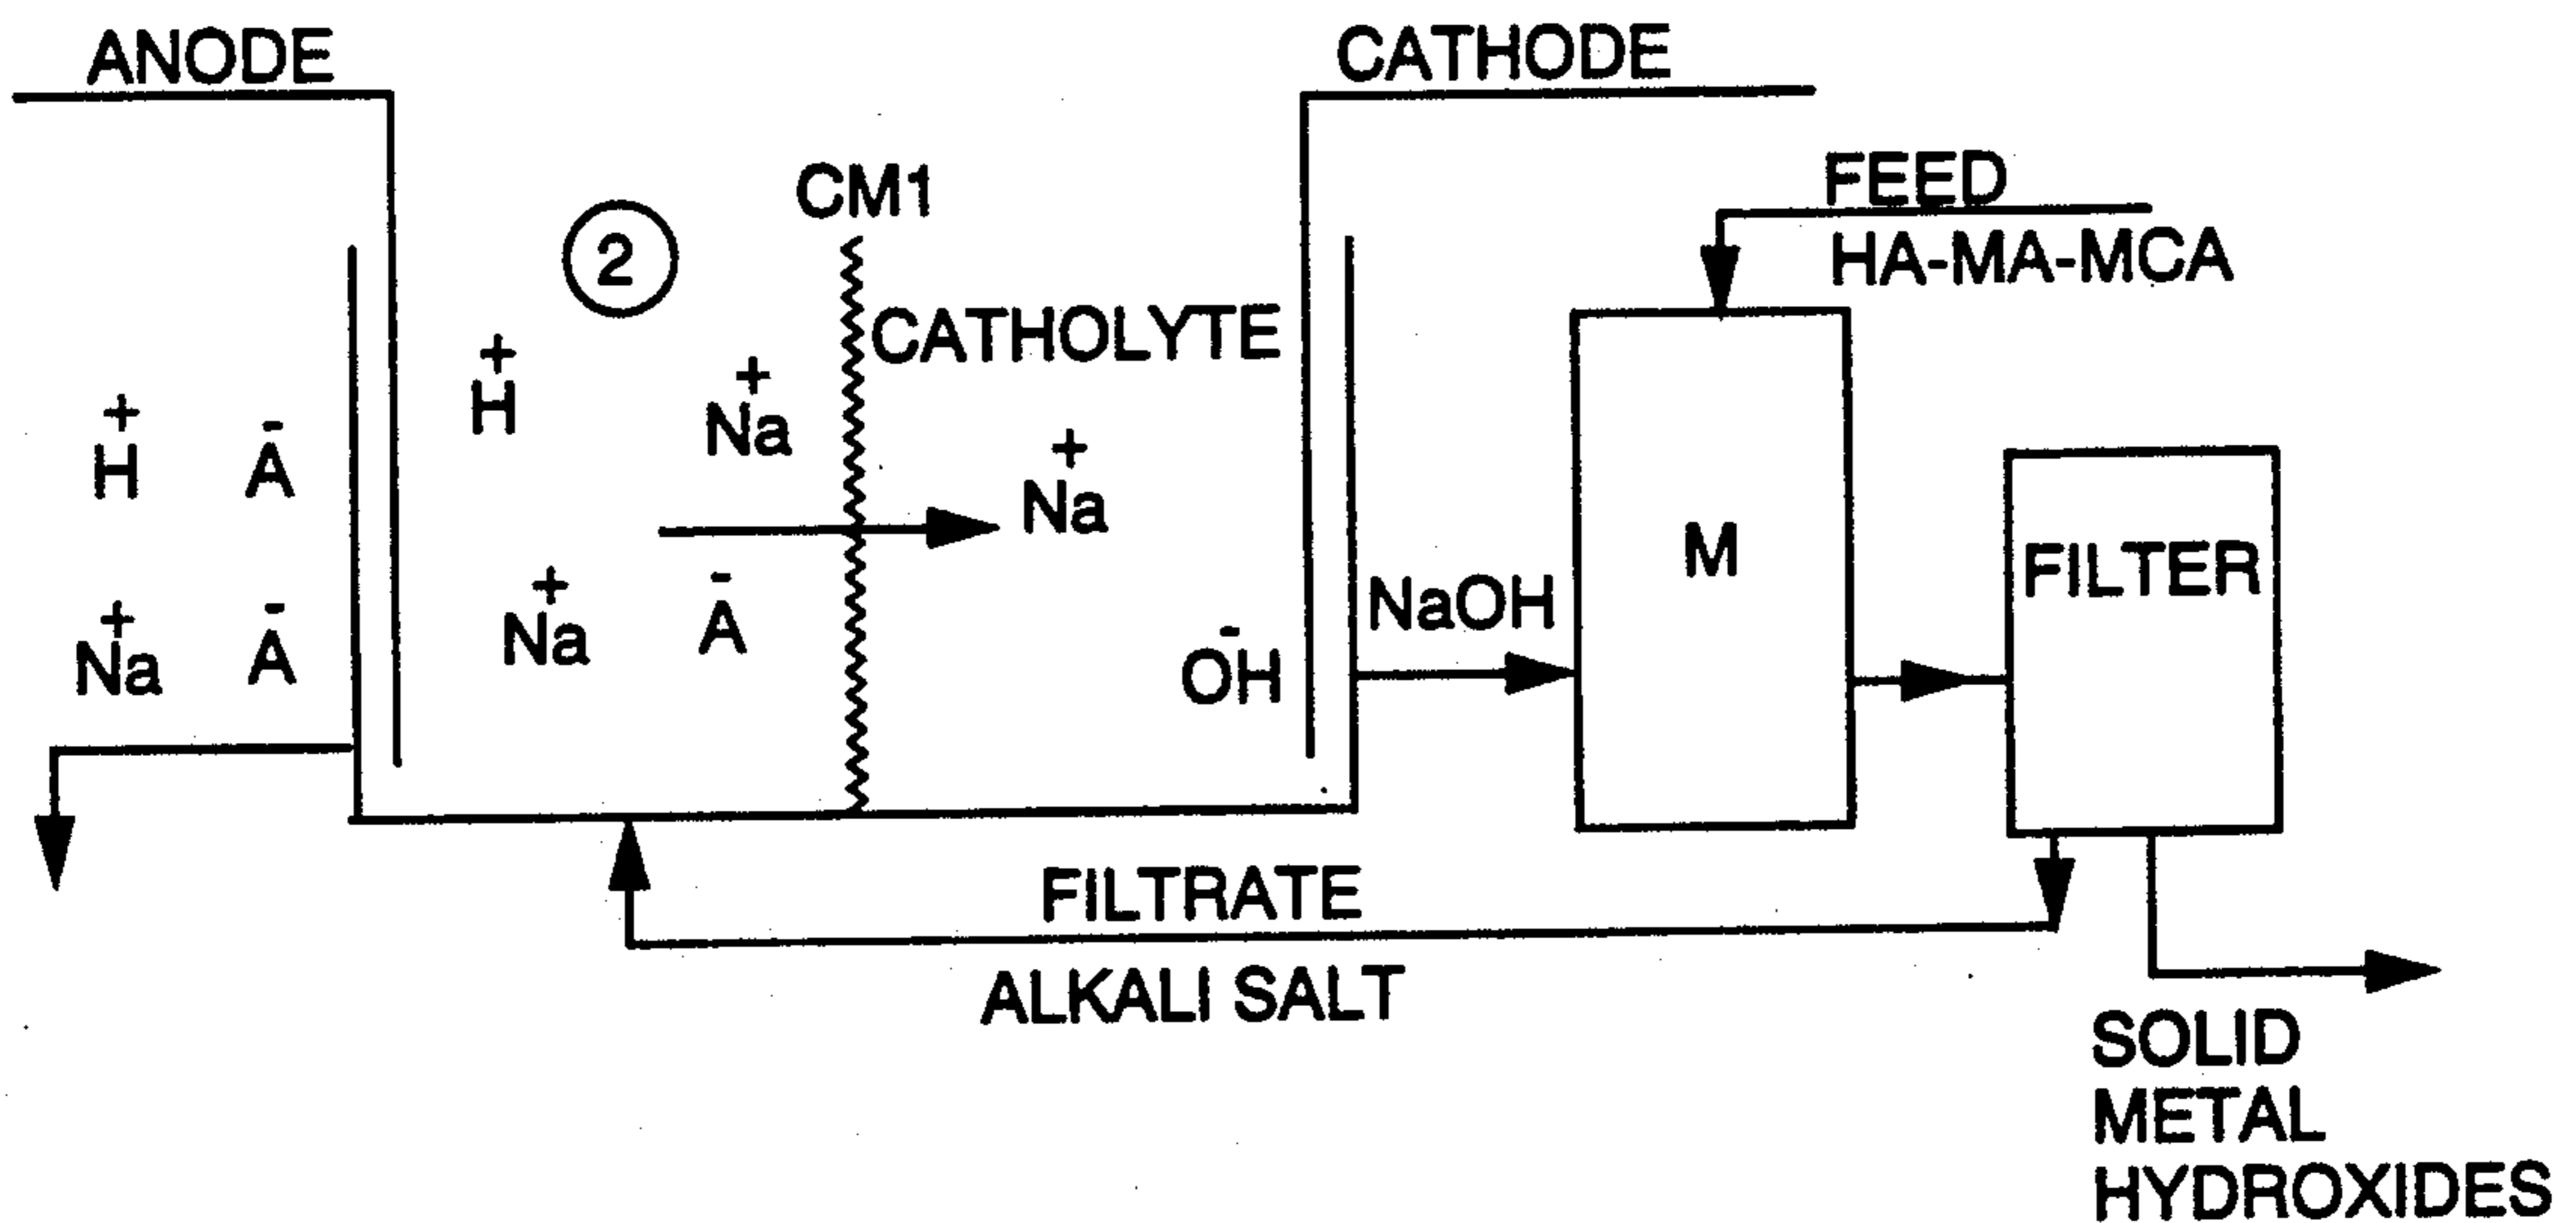 ANODE
CATHODE
CM1
FEED
2
HA-MA-MCA
CATHOLYTE
+
H
+
Na
+
H
-
A
+
Na
M
FILTER
+
Na
-
A
NaOH
+
Na
-
A
-
OH
FILTRATE
ALKALI SALT
SOLID
METAL
HYDROXIDES